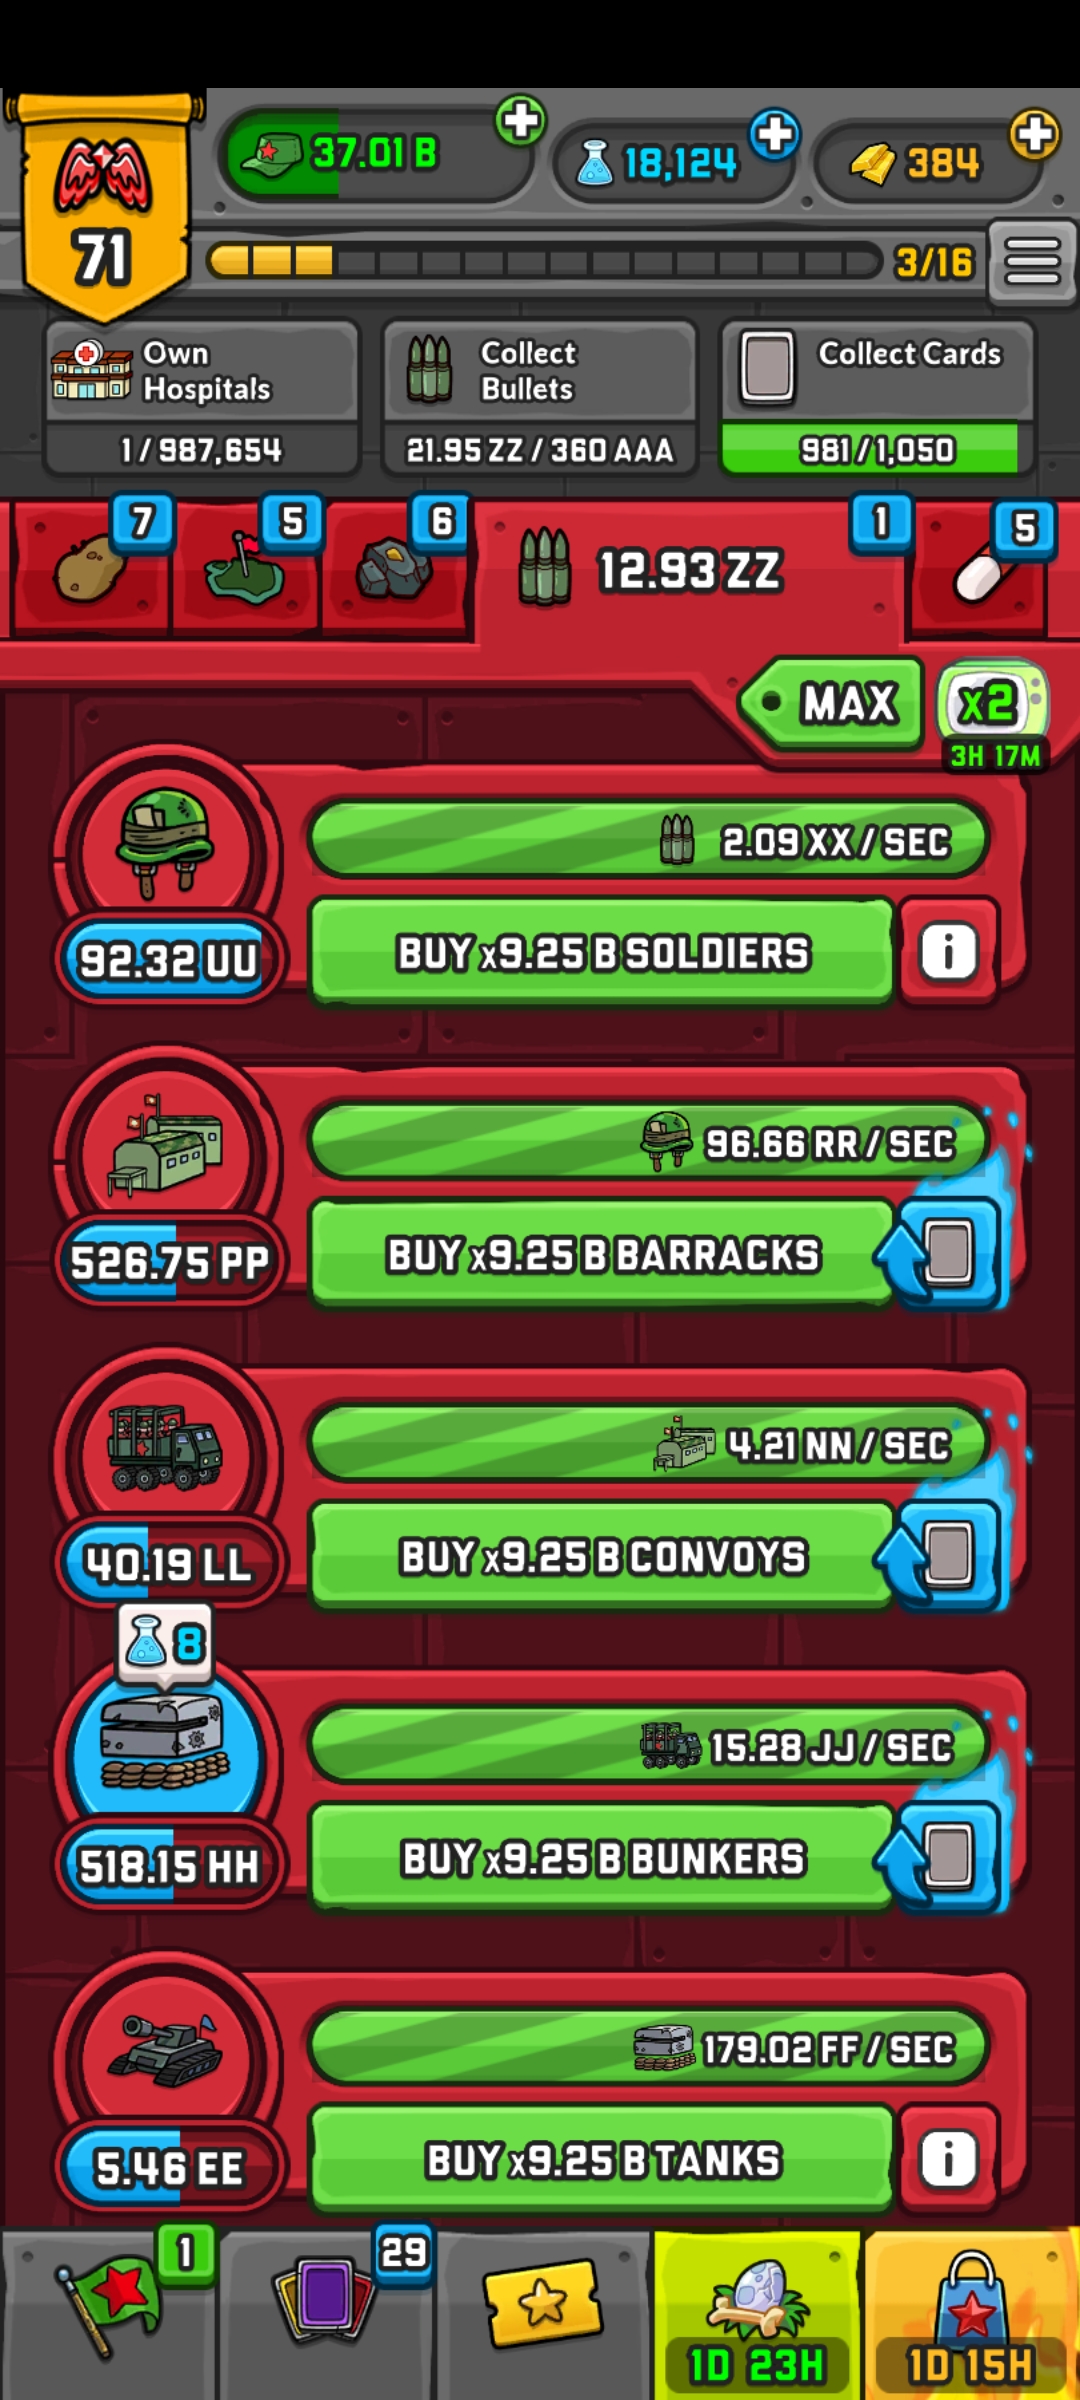 37.01 B
18,124
384
71
3/16
Own
Hospitals
1 / 987,654
Collect
Bullets
21.95 ZZ / 360 AAA
Collect Cards
981 / 1,050
7
5
6
12.93 ZZ
1
5
MAX
x2
3H 17M
2.09 XX / SEC
92.32 UU
BUY x9.25 B SOLDIERS
i
96.66 RR / SEC
526.75 PP
BUY x9.25 B BARRACKS
4.21 NN / SEC
40.19 LL
BUY x9.25 B CONVOYS
8
15.28 JJ / SEC
518.15 HH
BUY x9.25 B BUNKERS
179.02 FF / SEC
5.46 EE
BUY x9.25 B TANKS
i
1
29
1D 23H
1D 15H